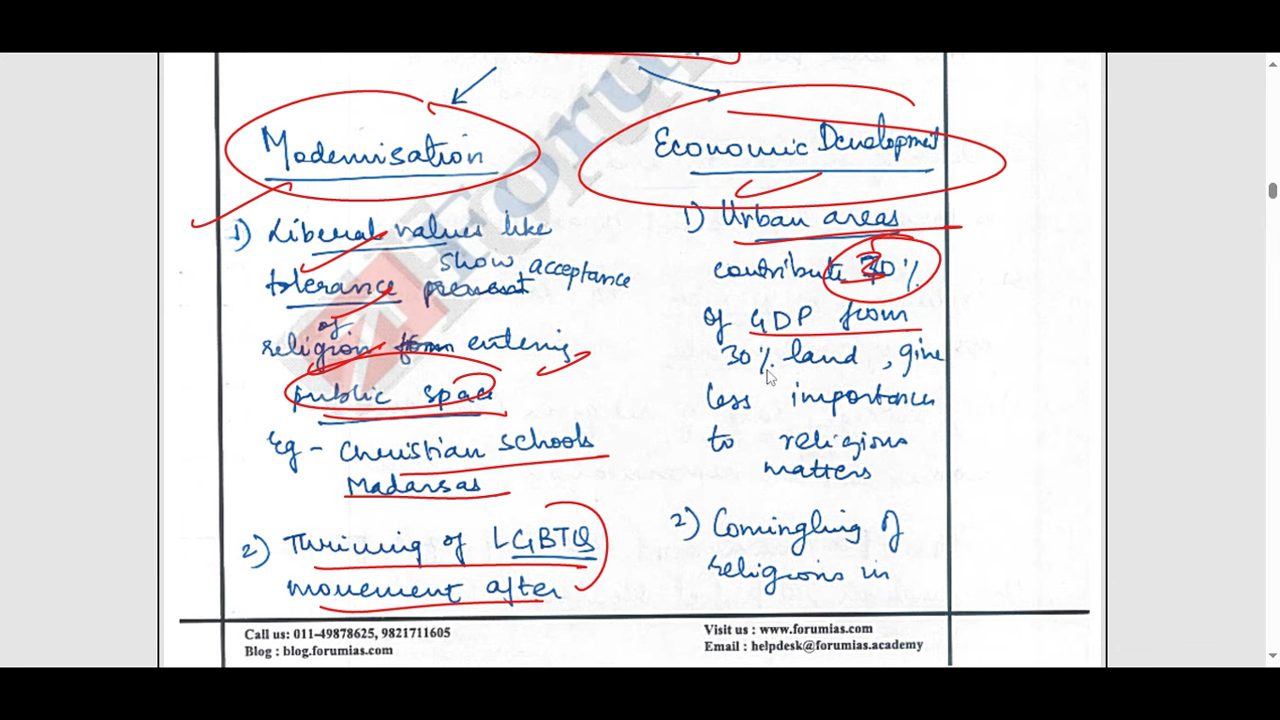 Modernisation
1) Liberal values like
tolerance show acceptance
of
religion entering
public space
Eg - Christian schools
Madarsas
2) Thriving of LGBTQ
movement after
Economic Development
1) Urban areas
contribute 30%
of GDP from
30% land, give
less importance
to religious
matters
2) Comingling of
religions in
Call us: 011-49878625, 9821711605
Blog : blog.forumias.com
Visit us : www.forumias.com
Email : helpdesk@forumias.academy